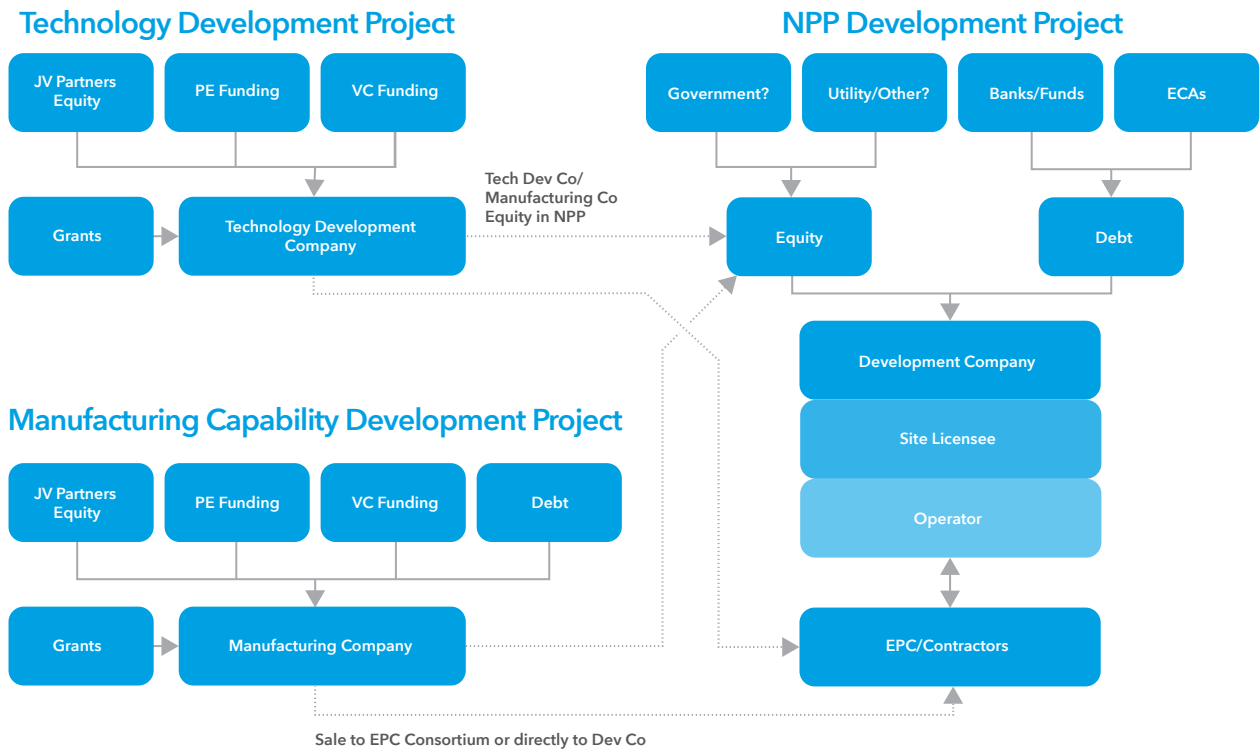 Technology Development Project
JV Partners
Equity
PE Funding
VC Funding
Grants
Technology Development
Company
Tech Dev Co/
Manufacturing Co
Equity in NPP
NPP Development Project
Government?
Utility/Other?
Banks/Funds
ECAs
Equity
Debt
Development Company
Site Licensee
Operator
EPC/Contractors
Manufacturing Capability Development Project
JV Partners
Equity
PE Funding
VC Funding
Debt
Grants
Manufacturing Company
Sale to EPC Consortium or directly to Dev Co